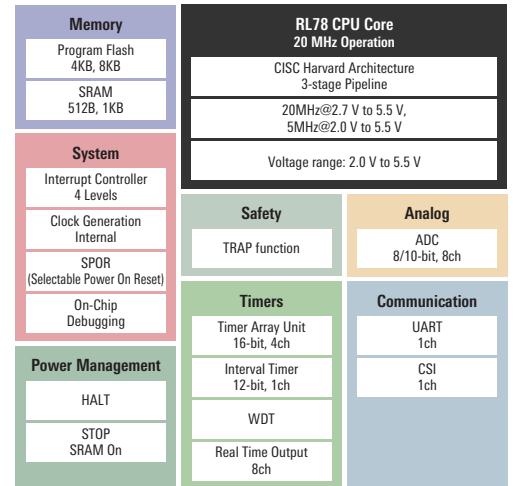 Memory
Program Flash
4KB, 8KB
SRAM
512B, 1KB
System
Interrupt Controller
4 Levels
Clock Generation
Internal
SPOR
(Selectable Power On Reset)
On-Chip
Debugging
Power Management
HALT
STOP
SRAM On
RL78 CPU Core
20 MHz Operation
CISC Harvard Architecture
3-stage Pipeline
20MHz@2.7 V to 5.5 V,
5MHz@2.0 V to 5.5 V
Voltage range: 2.0 V to 5.5 V
Safety
TRAP function
Timers
Timer Array Unit
16-bit, 4ch
Interval Timer
12-bit, 1ch
WDT
Real Time Output
8ch
Analog
ADC
8/10-bit, 8ch
Communication
UART
1ch
CSI
1ch